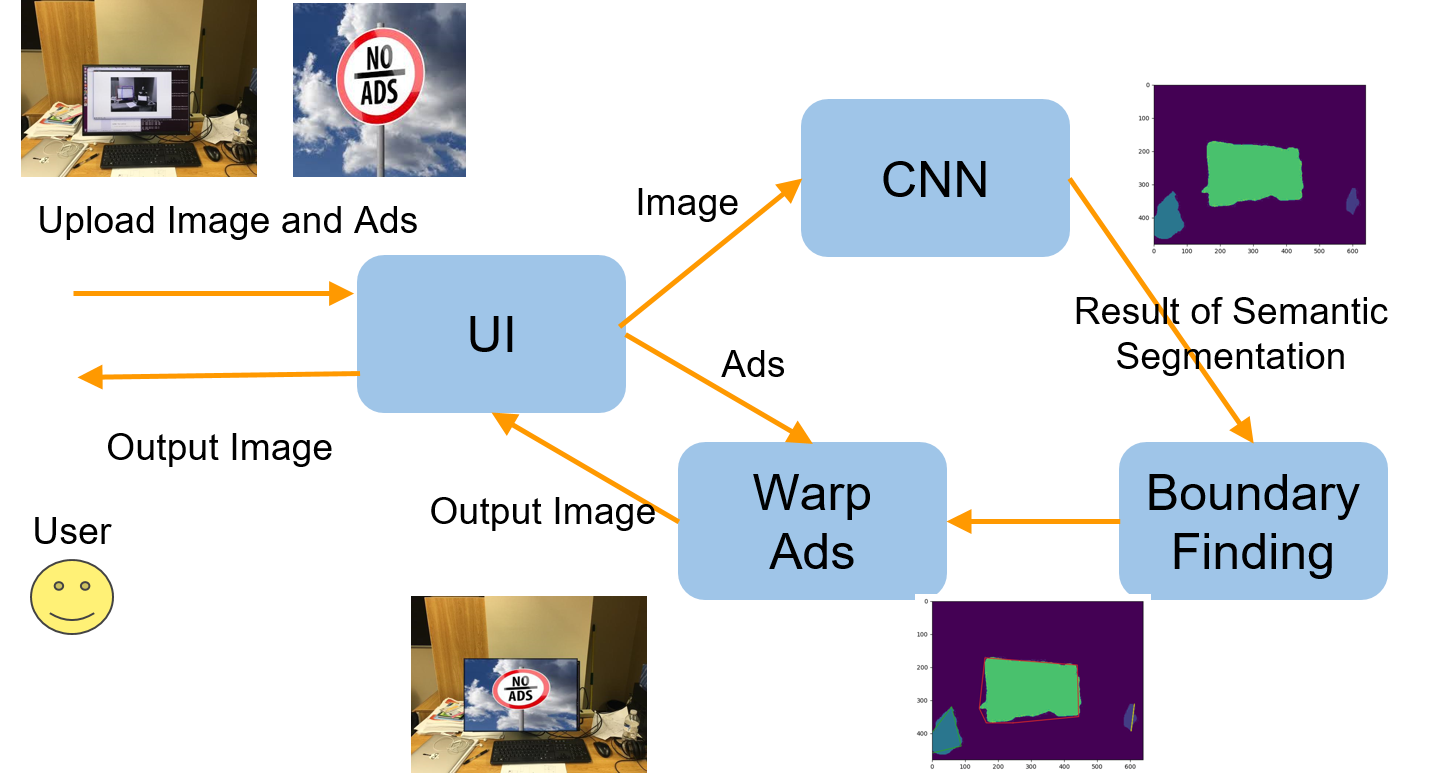 NO
ADS
Upload Image and Ads
UI
Image
CNN
0
100
200
300
400
0 100 200 300 400 500 600
Result of Semantic
Segmentation
Ads
Output Image
User
Output Image
Warp
Ads
Boundary
Finding
NO
ADS
0
100
200
300
400
0 100 200 300 400 500 600